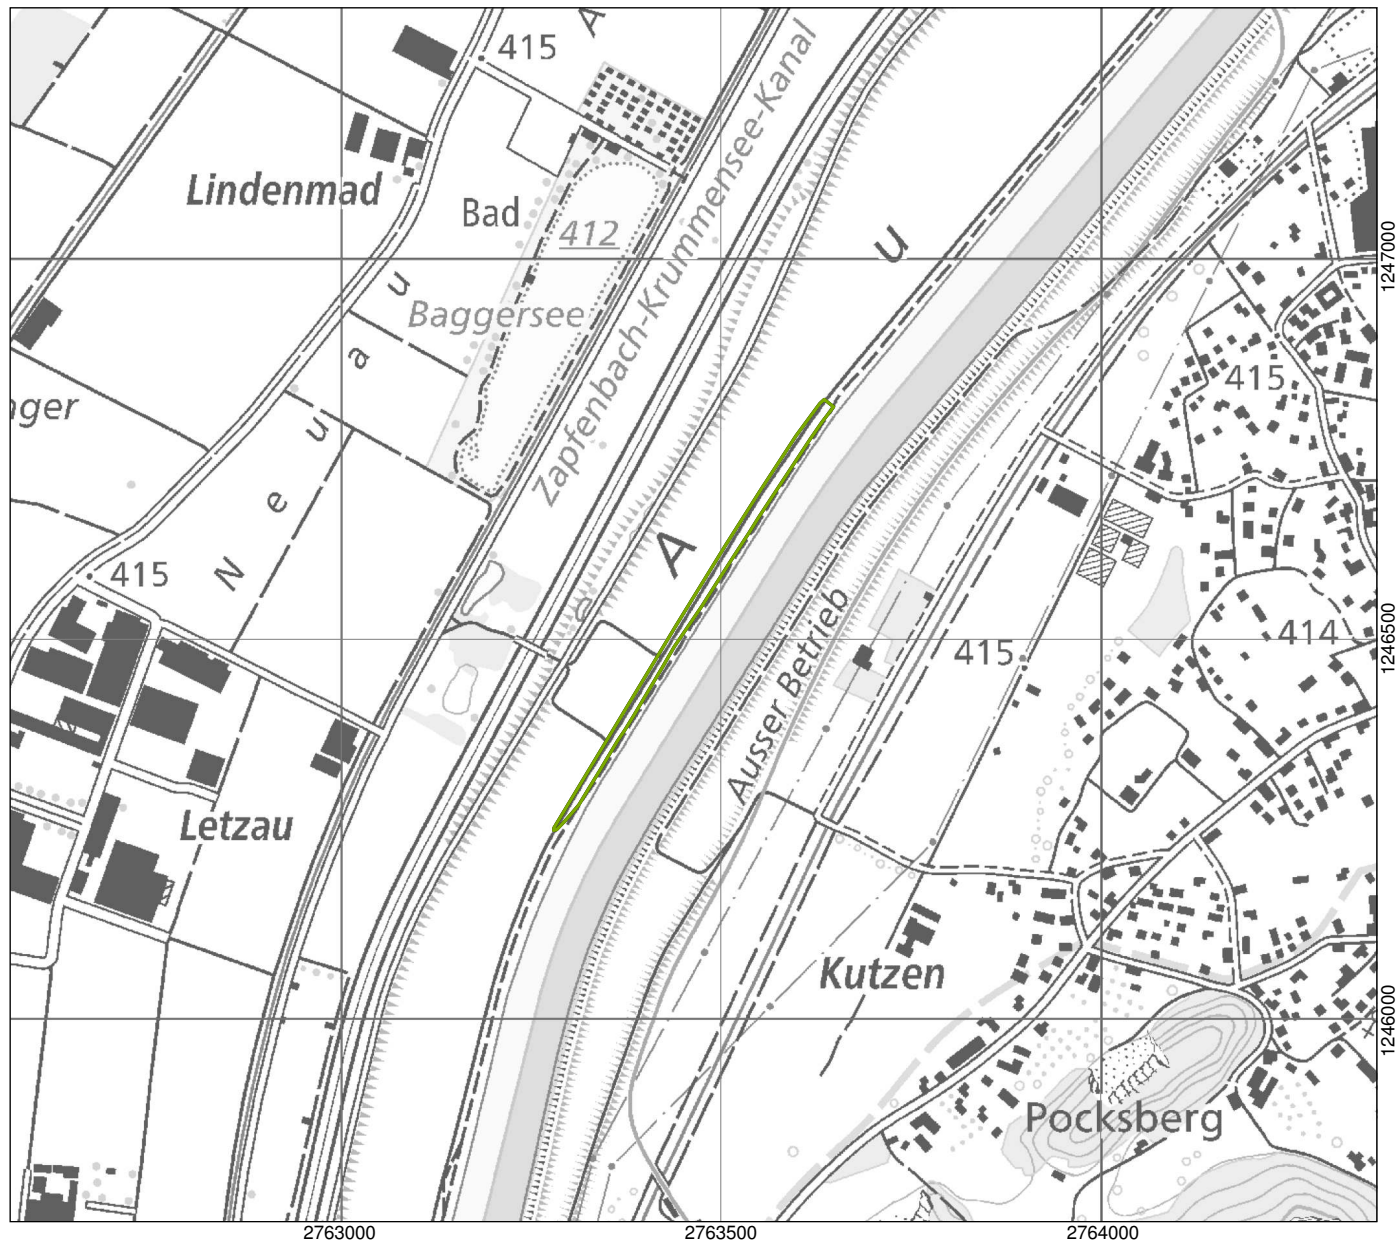 A
415
Zapfenbach-Krummensee-Kanal
Lindenmad
Bad
412
u
Baggersee
N e u a u
ger
415
A
415
415
414
Ausser Betrieb
Letzau
Kutzen
Pocksberg
1247000
1246500
1246000
2763000
2763500
2764000